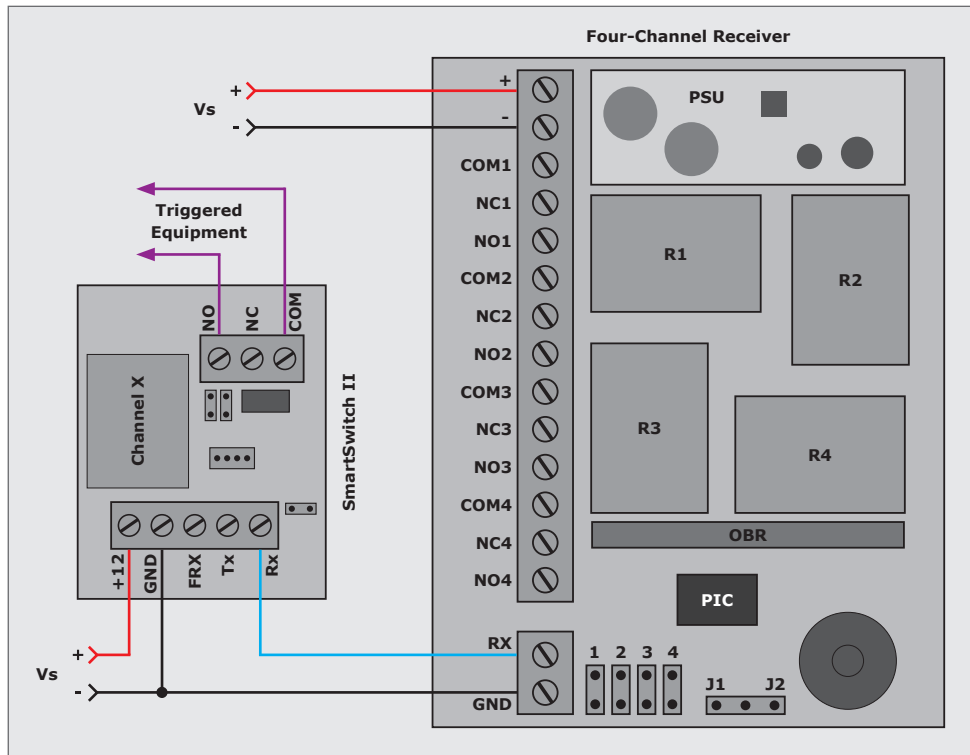 Four-Channel Receiver
+
-
Vs
+
-
PSU
COM1
NC1
NO1
COM2
NC2
NO2
COM3
NC3
NO3
COM4
NC4
NO4
RX
GND
R1
R2
R3
R4
OBR
PIC
1 2 3 4
J1 J2
Triggered
Equipment
NO
NC
COM
Channel X
SmartSwitch II
+12
GND
FRX
Tx
Rx
+
Vs
-